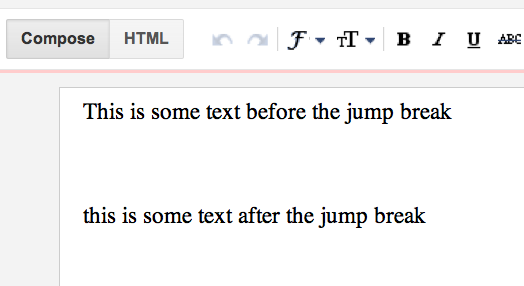 Compose HTML F TT B I U ABC
This is some text before the jump break
this is some text after the jump break